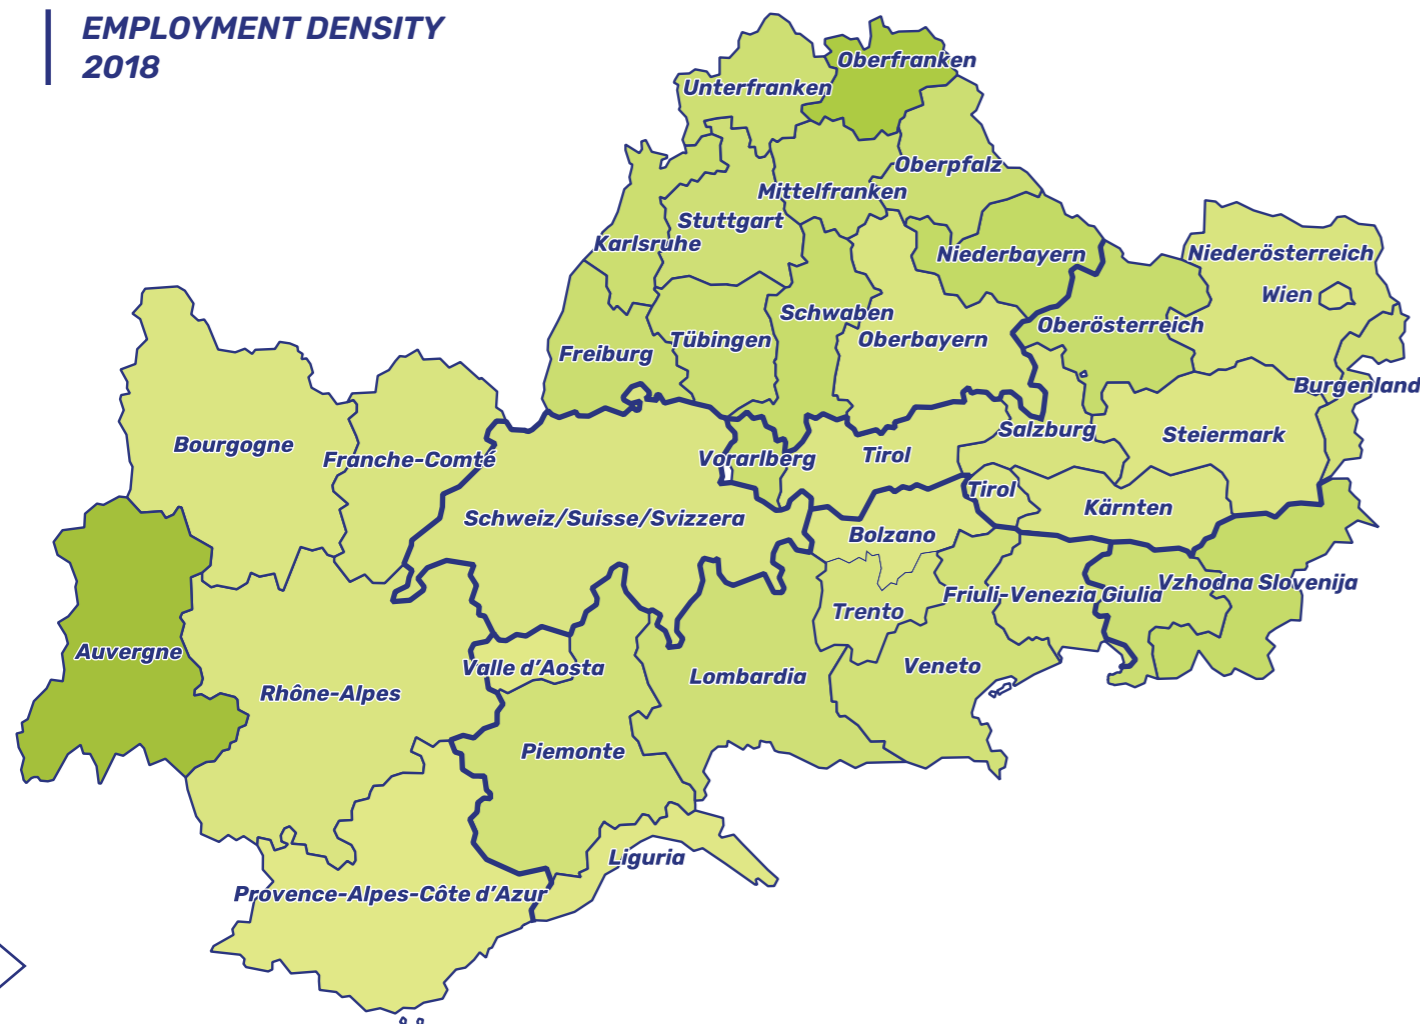 EMPLOYMENT DENSITY
2018
Oberfranken
Unterfranken
Oberpfalz
Mittelfranken
Stuttgart
Karlsruhe
Niederbayern
Niederösterreich
Wien
Schwaben
Oberösterreich
Tübingen
Oberbayern
Freiburg
Burgenland
Salzburg
Steiermark
Bourgogne
Franche-Comté
Vorarlberg
Tirol
Tirol
Kärnten
Schweiz/Suisse/Svizzera
Bolzano
Vzhodna Slovenija
Friuli-Venezia Giulia
Trento
Auvergne
Valle d’Aosta
Veneto
Lombardia
Rhône-Alpes
Piemonte
Liguria
Provence-Alpes-Côte d’Azur